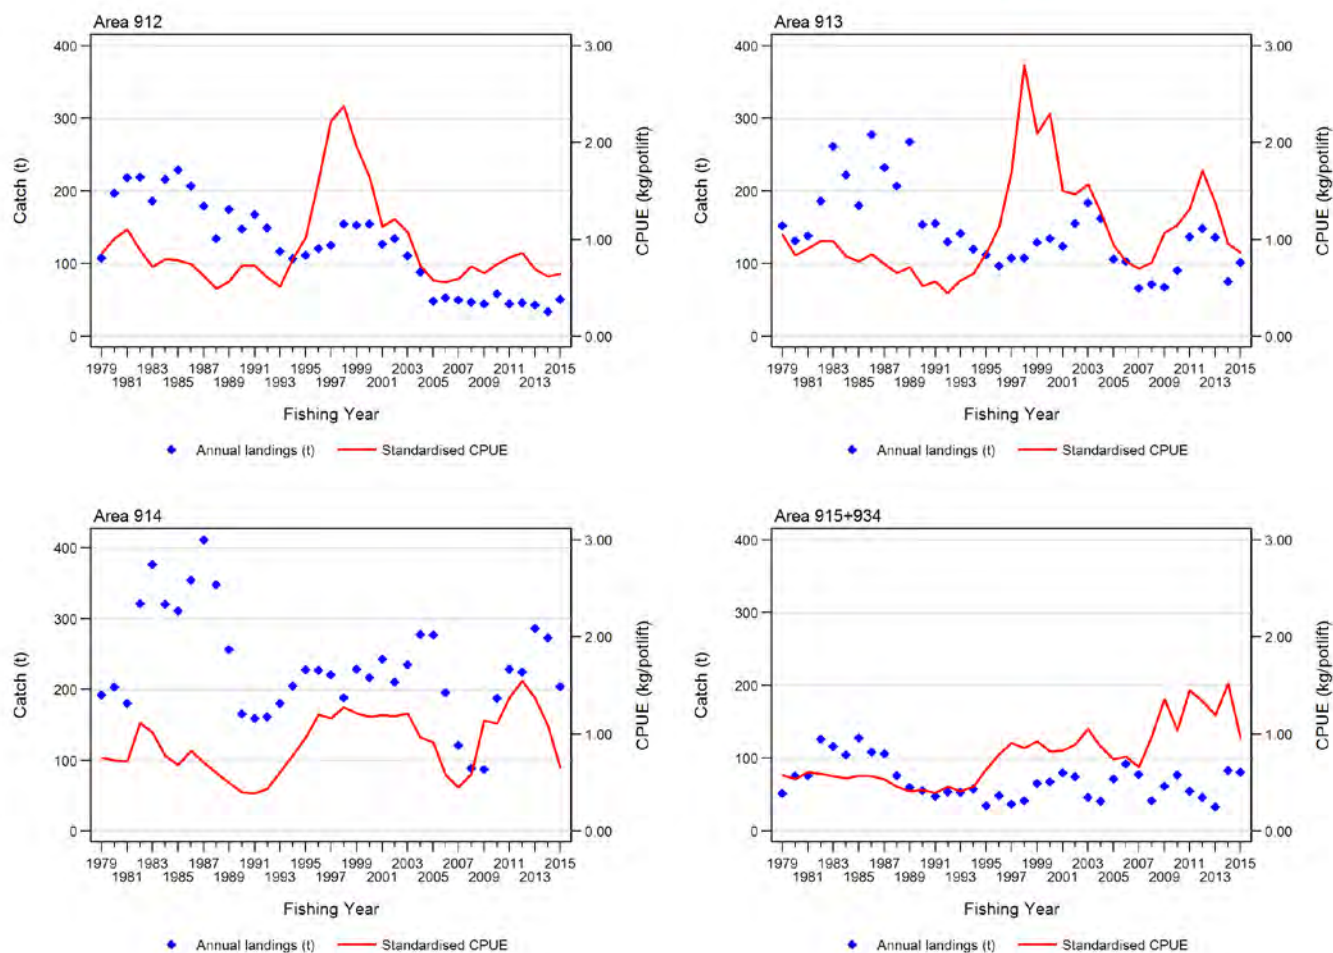 Area 912
400
300
200
100
0
Catch (t)
3.00
2.00
1.00
0.00
CPUE (kg/potlift)
1979 1983 1987 1991 1995 1999 2003 2007 2011 2015
1981 1985 1989 1993 1997 2001 2005 2009 2013
Fishing Year
Annual landings (t) Standardised CPUE
Area 913
400
300
200
100
0
Catch (t)
3.00
2.00
1.00
0.00
CPUE (kg/potlift)
1979 1983 1987 1991 1995 1999 2003 2007 2011 2015
1981 1985 1989 1993 1997 2001 2005 2009 2013
Fishing Year
Annual landings (t) Standardised CPUE
Area 914
400
300
200
100
0
Catch (t)
3.00
2.00
1.00
0.00
CPUE (kg/potlift)
1979 1983 1987 1991 1995 1999 2003 2007 2011 2015
1981 1985 1989 1993 1997 2001 2005 2009 2013
Fishing Year
Annual landings (t) Standardised CPUE
Area 915+934
400
300
200
100
0
Catch (t)
3.00
2.00
1.00
0.00
CPUE (kg/potlift)
1979 1983 1987 1991 1995 1999 2003 2007 2011 2015
1981 1985 1989 1993 1997 2001 2005 2009 2013
Fishing Year
Annual landings (t) Standardised CPUE